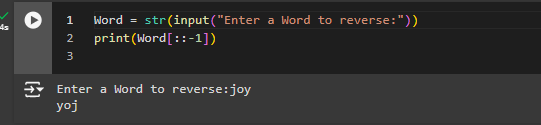 4s
1 Word = str(input("Enter a Word to reverse:"))
2 print(Word[::-1])
3
Enter a Word to reverse:joy
yoj